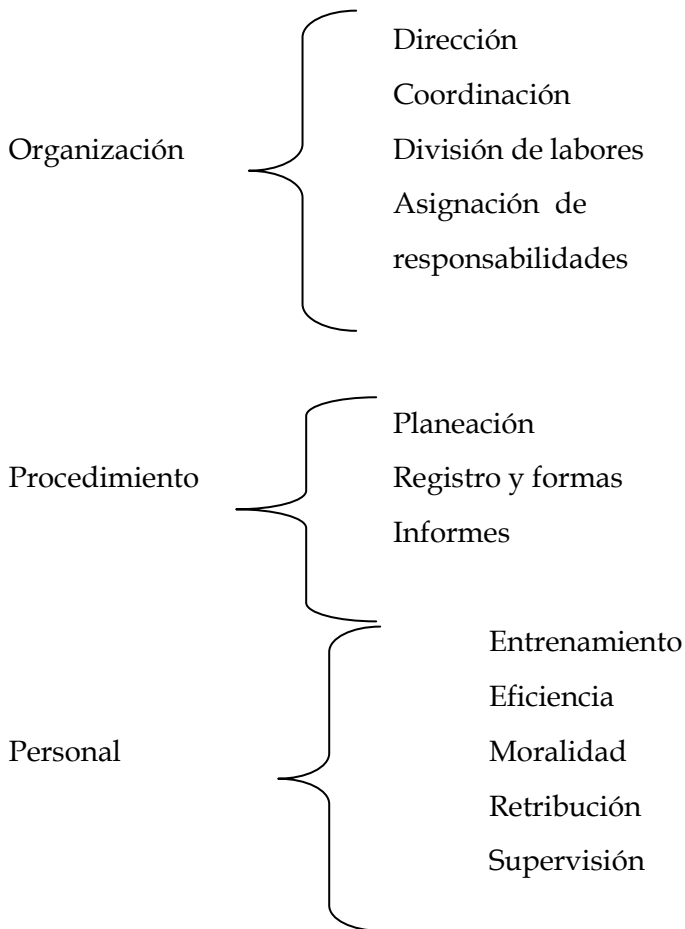 Dirección
Coordinación
Organización
División de labores
Asignación de
responsabilidades
Planeación
Procedimiento
Registro y formas
Informes
Entrenamiento
Eficiencia
Personal
Moralidad
Retribución
Supervisión